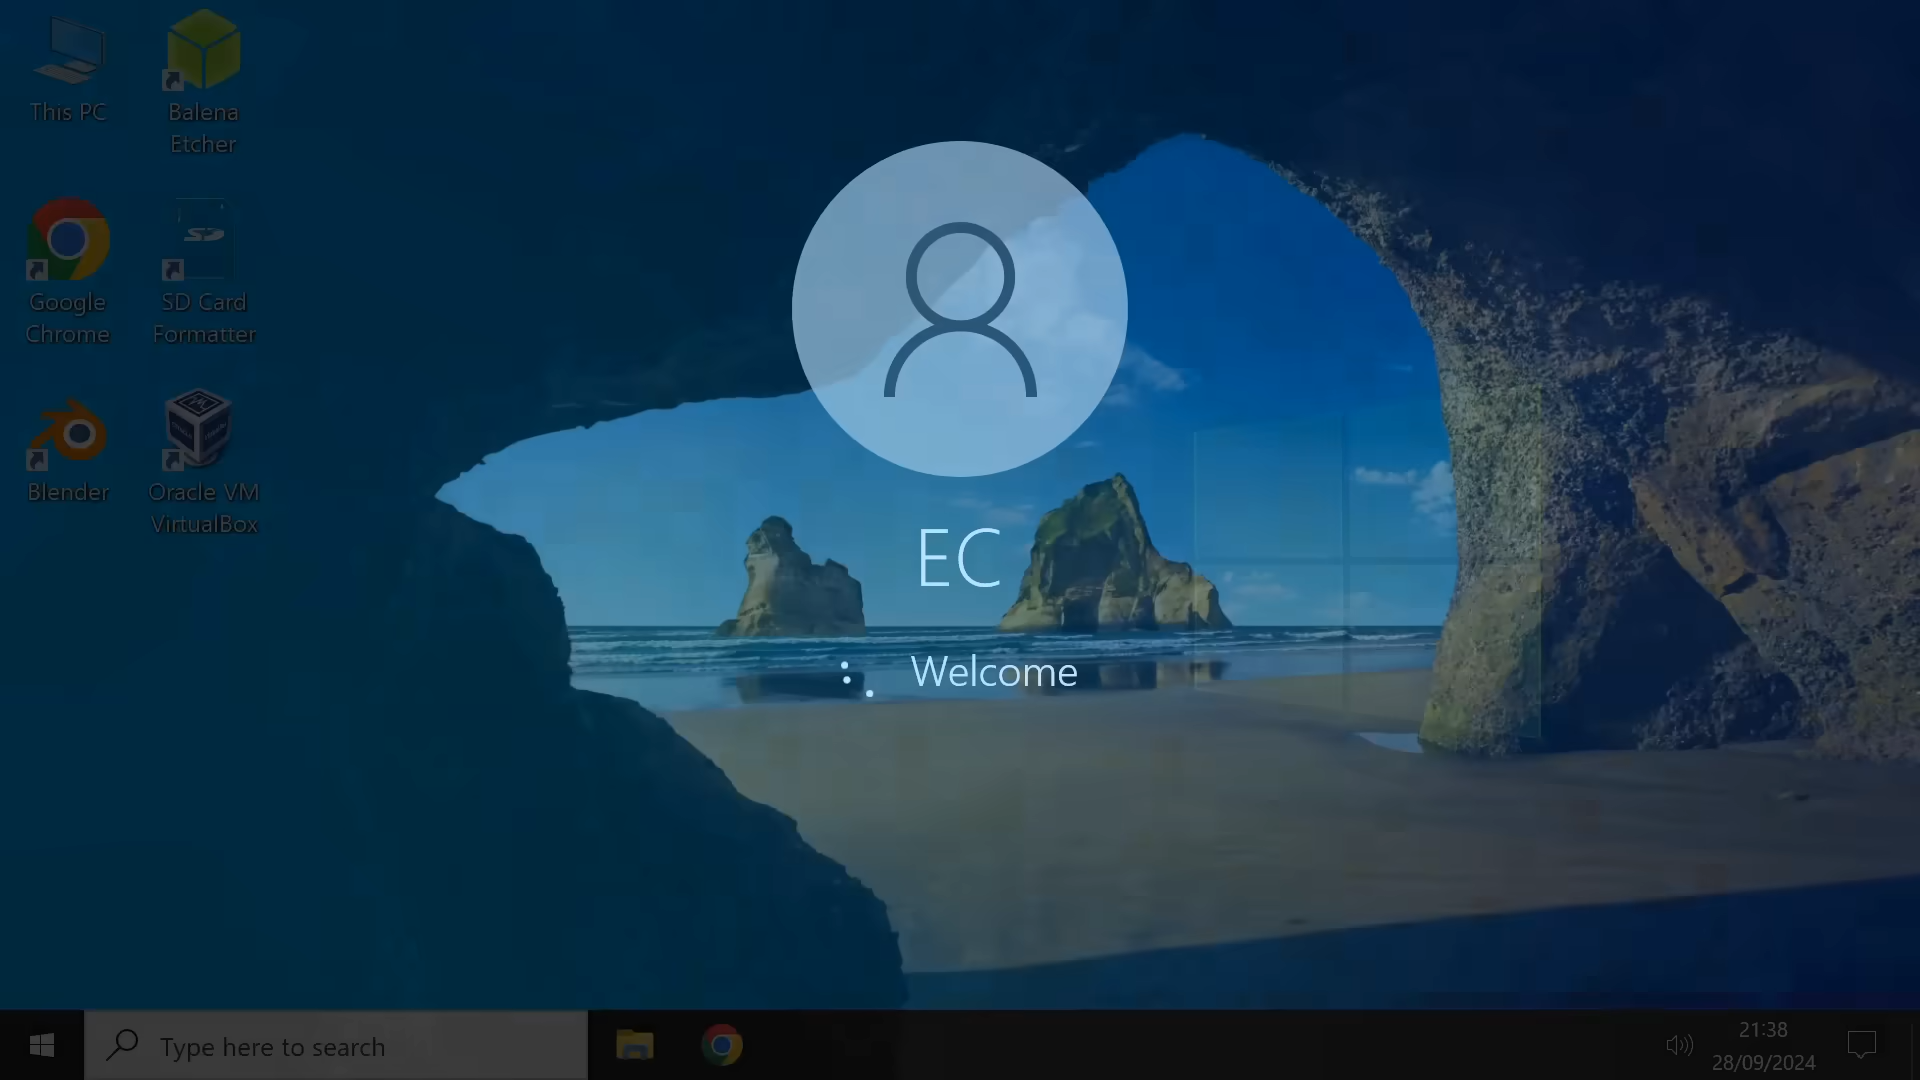 This PC
Balena
Etcher
Google
Chrome
SD Card
Formatter
Blender
Oracle VM
VirtualBox
EC
Welcome
Type here to search
21:38
28/09/2024